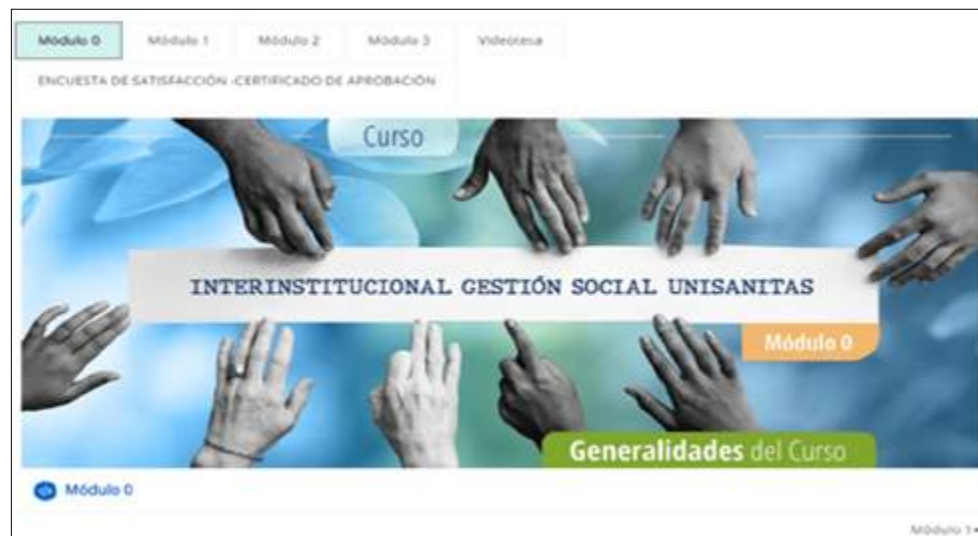 Módulo 0 Módulo 1 Módulo 2 Módulo 3 Videoteca
ENCUESTA DE SATISFACCIÓN -CERTIFICADO DE APROBACIÓN
Curso
INTERINSTITUCIONAL GESTIÓN SOCIAL UNISANITAS
Módulo 0
Generalidades del Curso
Módulo 0
Módulo 1